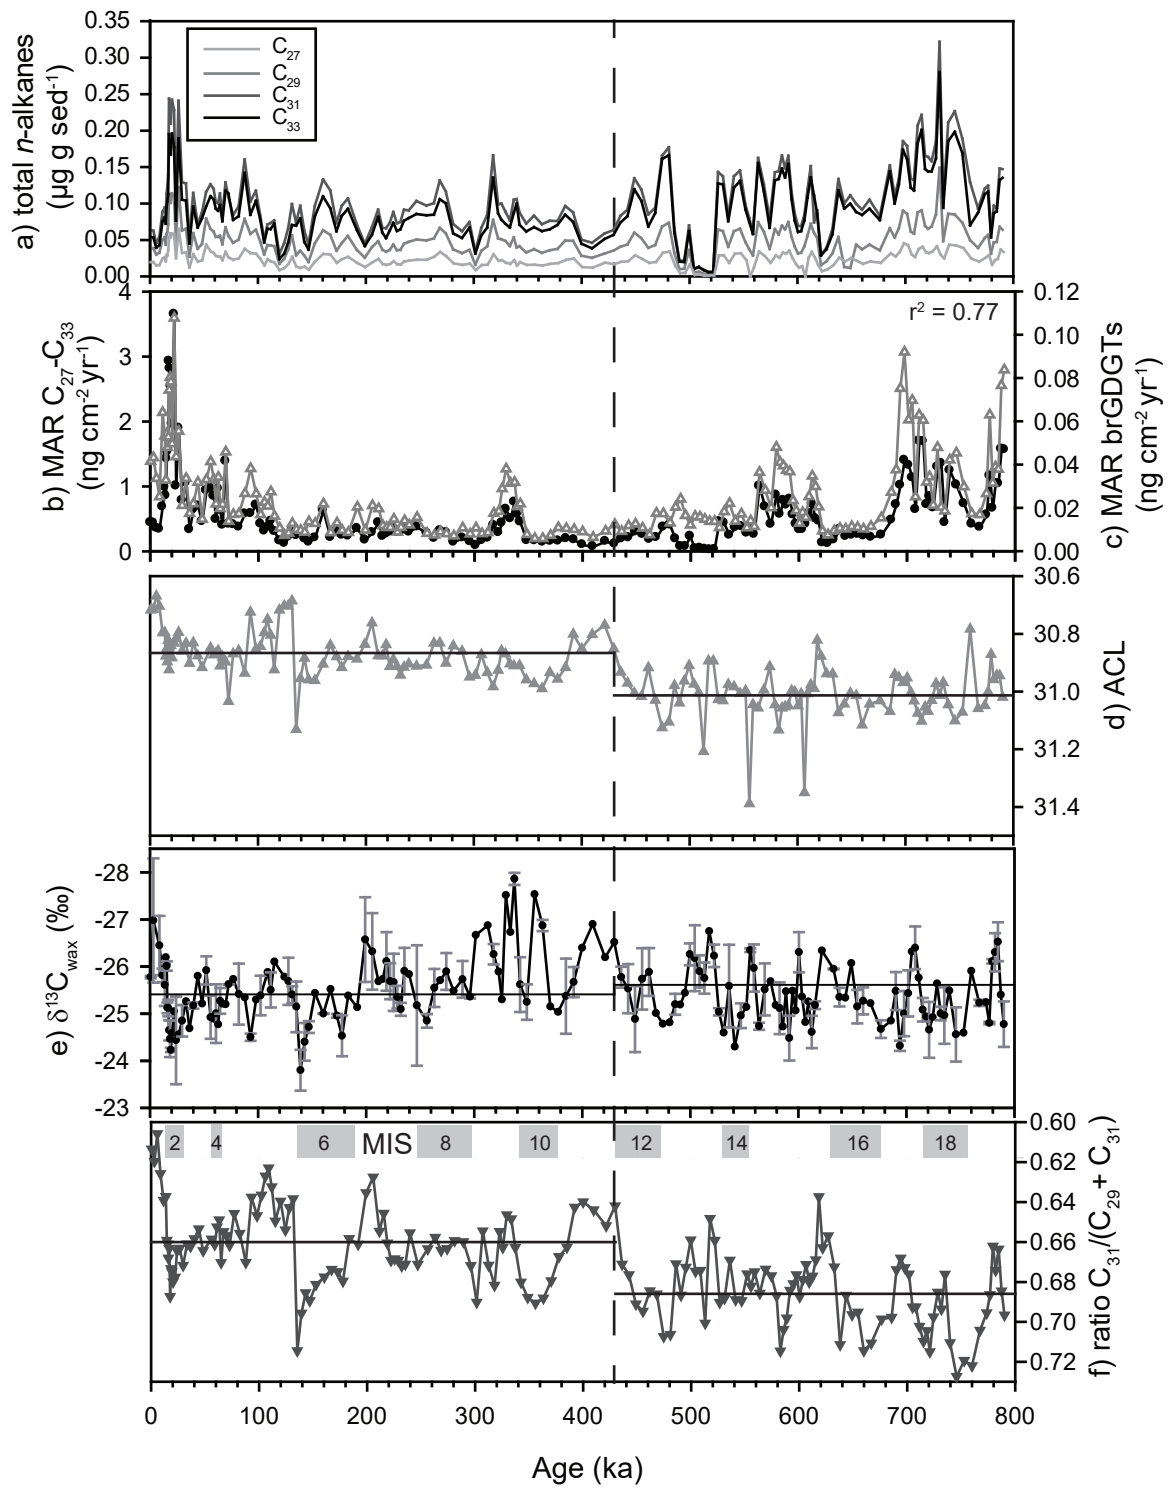 a) total n-alkanes
(μg g sed⁻¹)
0.35
0.30
0.25
0.20
0.15
0.10
0.05
0.00
C₂₇
C₂₉
C₃₁
C₃₃
b) MAR C₂₇-C₃₃
(ng cm⁻² yr⁻¹)
4
3
2
1
0
r² = 0.77
0.12
0.10
0.08
0.06
0.04
0.02
0.00
c) MAR brGDGTs
(ng cm⁻² yr⁻¹)
30.6
30.8
31.0
31.2
31.4
d) ACL
e) δ¹³C wax (‰)
-28
-27
-26
-25
-24
-23
2
4
6
MIS
8
10
12
14
16
18
0.60
0.62
0.64
0.66
0.68
0.70
0.72
f) ratio C₃₁/(C₂₉ + C₃₁)
0 100 200 300 400 500 600 700 800
Age (ka)